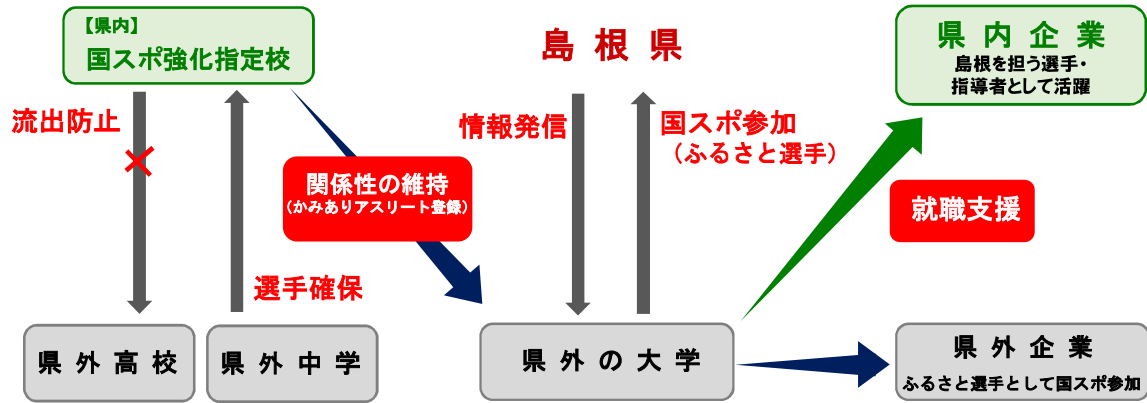 【県内】
国スポ強化指定校
島根県
県内企業
島根を担う選手・
指導者として活躍
流出防止
情報発信
国スポ参加
（ふるさと選手）
関係性の維持
（かみありアスリート登録）
就職支援
選手確保
県外高校
県外中学
県外の大学
県外企業
ふるさと選手として国スポ参加